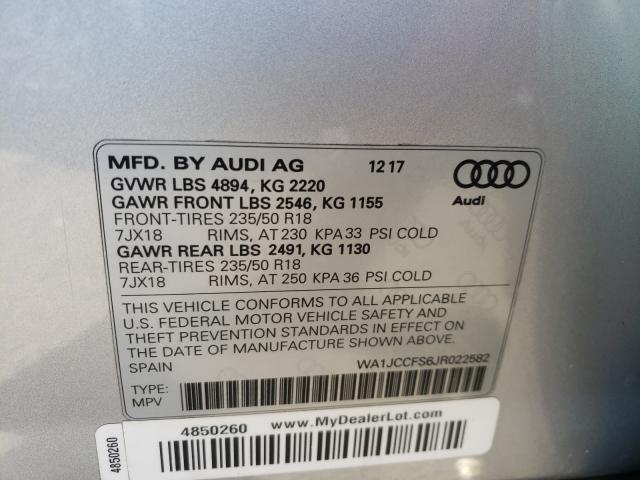 MFD. BY AUDI AG 12 17
GVWR LBS 4894, KG 2220
GAWR FRONT LBS 2546, KG 1155
FRONT-TIRES 235/50 R18
7JX18 RIMS, AT 230 KPA 33 PSI COLD
GAWR REAR LBS 2491, KG 1130
REAR-TIRES 235/50 R18
7JX18 RIMS, AT 250 KPA 36 PSI COLD
Audi
THIS VEHICLE CONFORMS TO ALL APPLICABLE
U.S. FEDERAL MOTOR VEHICLE SAFETY AND
THEFT PREVENTION STANDARDS IN EFFECT ON
THE DATE OF MANUFACTURE SHOWN ABOVE.
SPAIN WA1JCCFS6JR022582
TYPE:
MPV
4850260 www.MyDealerLot.com
4850260